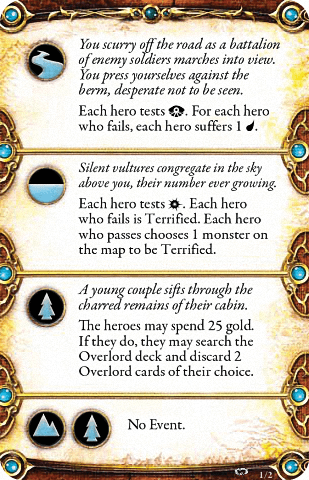 You scurry off the road as a battalion
of enemy soldiers marches into view.
You press yourselves against the
berm, desperate not to be seen.
Each hero tests . For each hero
who fails, each hero suffers 1 .
Silent vultures congregate in the sky
above you, their number ever growing.
Each hero tests . Each hero
who fails is Terrified. Each hero
who passes chooses 1 monster on
the map to be Terrified.
A young couple sifts through the
charred remains of their cabin.
The heroes may spend 25 gold.
If they do, they may search the
Overlord deck and discard 2
Overlord cards of their choice.
No Event.
1/2